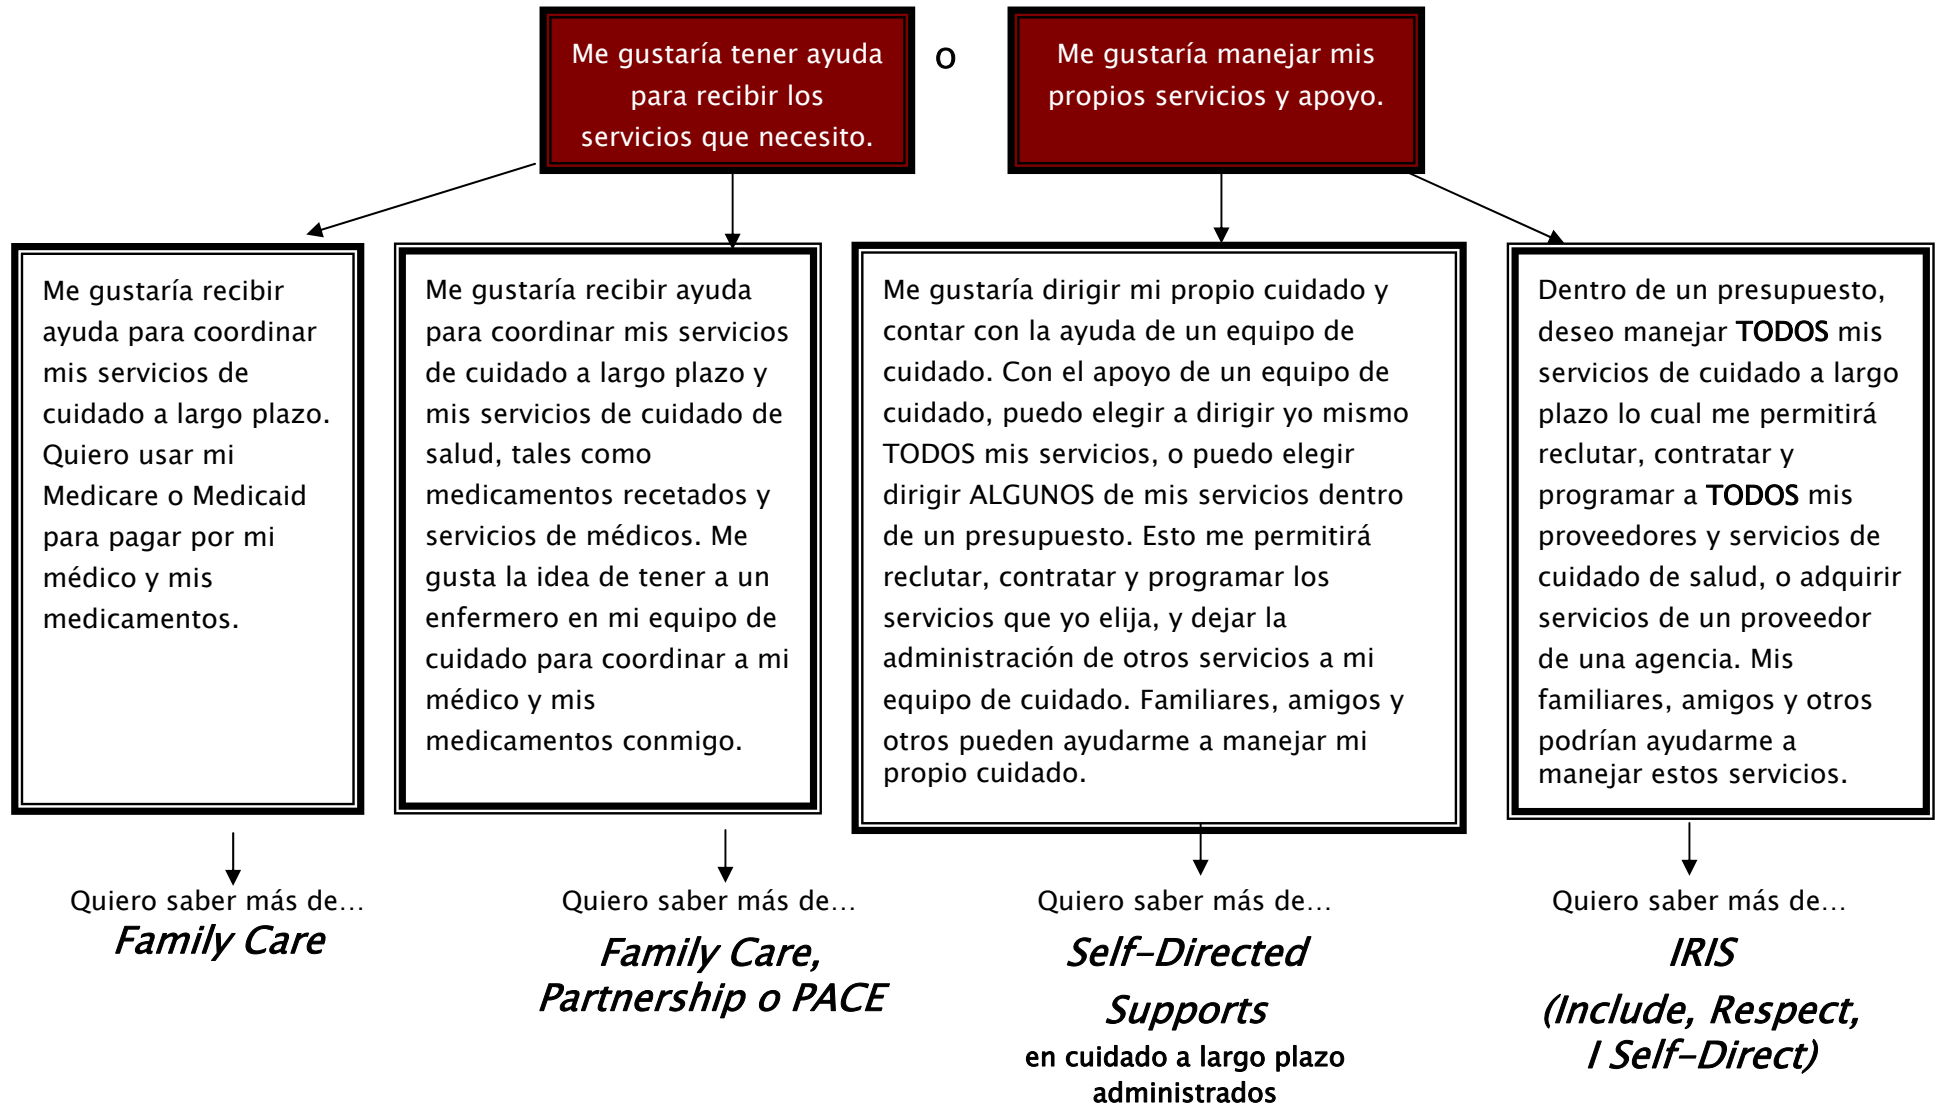 Me gustaría tener ayuda
para recibir los
servicios que necesito.
o
Me gustaría manejar mis
propios servicios y apoyo.
Me gustaría recibir
ayuda para coordinar
mis servicios de
cuidado a largo plazo.
Quiero usar mi
Medicare o Medicaid
para pagar por mi
médico y mis
medicamentos.
Me gustaría recibir ayuda
para coordinar mis servicios
de cuidado a largo plazo y
mis servicios de cuidado de
salud, tales como
medicamentos recetados y
servicios de médicos. Me
gusta la idea de tener a un
enfermero en mi equipo de
cuidado para coordinar a mi
médico y mis
medicamentos conmigo.
Me gustaría dirigir mi propio cuidado y
contar con la ayuda de un equipo de
cuidado. Con el apoyo de un equipo de
cuidado, puedo elegir a dirigir yo mismo
TODOS mis servicios, o puedo elegir
dirigir ALGUNOS de mis servicios dentro
de un presupuesto. Esto me permitirá
reclutar, contratar y programar los
servicios que yo elija, y dejar la
administración de otros servicios a mi
equipo de cuidado. Familiares, amigos y
otros pueden ayudarme a manejar mi
propio cuidado.
Dentro de un presupuesto,
deseo manejar TODOS mis
servicios de cuidado a largo
plazo lo cual me permitirá
reclutar, contratar y
programar a TODOS mis
proveedores y servicios de
cuidado de salud, o adquirir
servicios de un proveedor
de una agencia. Mis
familiares, amigos y otros
podrían ayudarme a
manejar estos servicios.
Quiero saber más de…
Family Care
Quiero saber más de…
Family Care,
Partnership o PACE
Quiero saber más de…
Self-Directed
Supports
en cuidado a largo plazo
administrados
Quiero saber más de…
IRIS
(Include, Respect,
I Self-Direct)